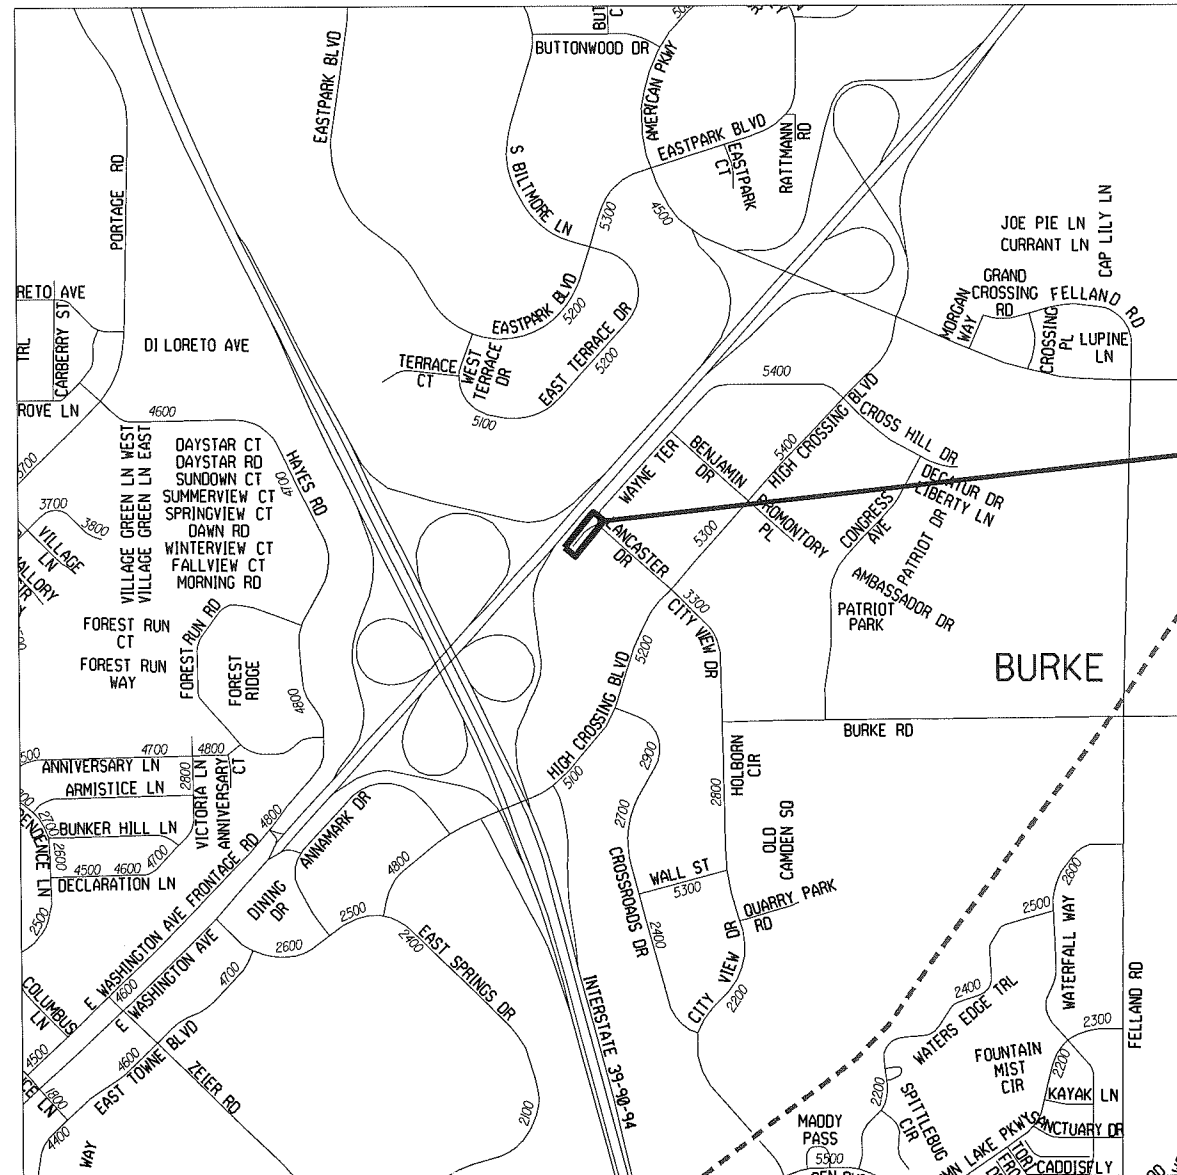 EASTPARK BLVD
BUTTONWOOD DR
AMERICAN PKWY
PORTAGE RD
S BILTMORE LN
EASTPARK BLVD
EASTPARK
CT
RATTMANN
RD
4500
5300
JOE PIE LN
CURRANT LN
CAP LILY LN
GRAND
CROSSING
RD
FELLAND RD
MORGAN
WAY
CROSSING
PL
LUPINE
LN
RETO AVE
CARBERRY ST
TRL
ROVE LN
DI LORETO AVE
EASTPARK BLVD
5200
TERRACE
CT
WEST
TERRACE
DR
EAST TERRACE DR
5200
5100
5400
4600
HAYES RD
4700
VILLAGE GREEN LN WEST
VILLAGE GREEN LN EAST
DAYSTAR CT
DAYSTAR RD
SUNDOWN CT
SUMMERVIEW CT
SPRINGVIEW CT
DAWN RD
WINTERVIEW CT
FALLVIEW CT
MORNING RD
3700
3700
3800
VILLAGE
LN
WAYNE TER
BENJAMIN
DR
HIGH CROSSING BLVD
5400
CROSS HILL DR
DECATUR DR
LIBERTY LN
PROMONTORY
PL
CONGRESS
AVE
PATRIOT DR
AMBASSADOR DR
PATRIOT
PARK
LANCASTER
DR
5300
3300
CITY VIEW DR
5200
BURKE
FOREST RUN
CT
FOREST RUN
WAY
FOREST RUN RD
FOREST
RIDGE
4800
BURKE RD
HIGH CROSSING BLVD
5100
2900
2700
2800
HOLBORN
CIR
OLD
CAMDEN SQ
4700
4800
ANNIVERSARY LN
ARMISTICE LN
2800
VICTORIA LN
ANNIVERSARY
CT
BUNKER HILL LN
2700
2600
4500
4600
4700
DECLARATION LN
PENDENCE LN
2500
4800
ANNAMARK DR
4800
E WASHINGTON AVE FRONTAGE RD
E WASHINGTON AVE
DINING
DR
2500
2600
2400
EAST SPRINGS DR
CROSSROADS DR
2400
WALL ST
5300
QUARRY PARK
RD
CITY VIEW DR
2200
COLUMBUS
LN
4500
4600
4600
4700
EAST TOWNE BLVD
1800
4400
WAY
ZEIER RD
2100
INTERSTATE 39-90-94
2500
2600
WATERFALL WAY
2400
WATERS EDGE TRL
2300
FELLAND RD
FOUNTAIN
MIST
CIR
2200
2200
SPITTLEBUG
CIR
KAYAK LN
SANCTUARY DR
CADDISFLY
MADDY
PASS
5500